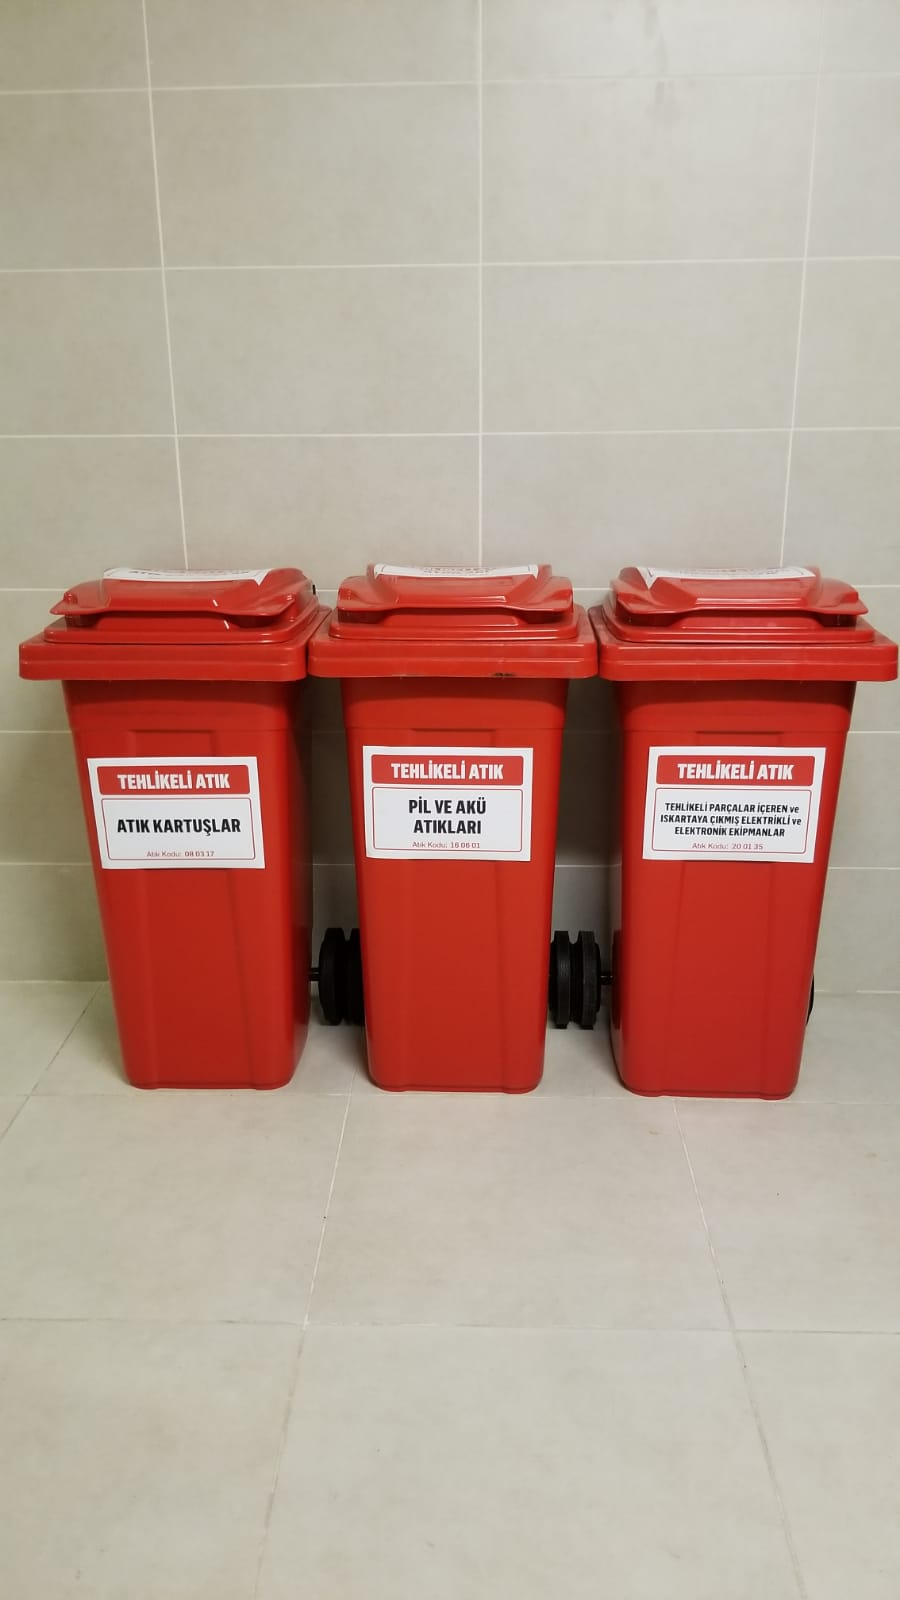 TEHLİKELİ ATIK
ATIK KARTUŞLAR
Atık Kodu: 08 03 17
TEHLİKELİ ATIK
PİL VE AKÜ
ATIKLARI
Atık Kodu: 16 06 01
TEHLİKELİ ATIK
TEHLİKELİ PARÇALAR İÇEREN ve
ISKARTAYA ÇIKMIŞ ELEKTRİKLİ ve
ELEKTRONİK EKİPMANLAR
Atık Kodu: 20 01 35